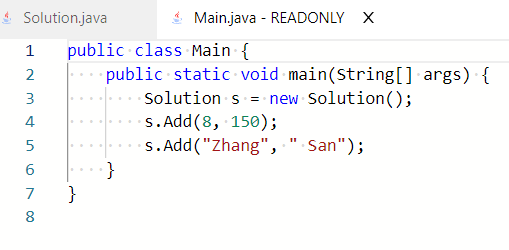 Solution.java Main.java - READONLY X
1 public class Main {
2     public static void main(String[] args) {
3         Solution s = new Solution();
4         s.Add(8, 150);
5         s.Add("Zhang", " San");
6     }
7 }
8